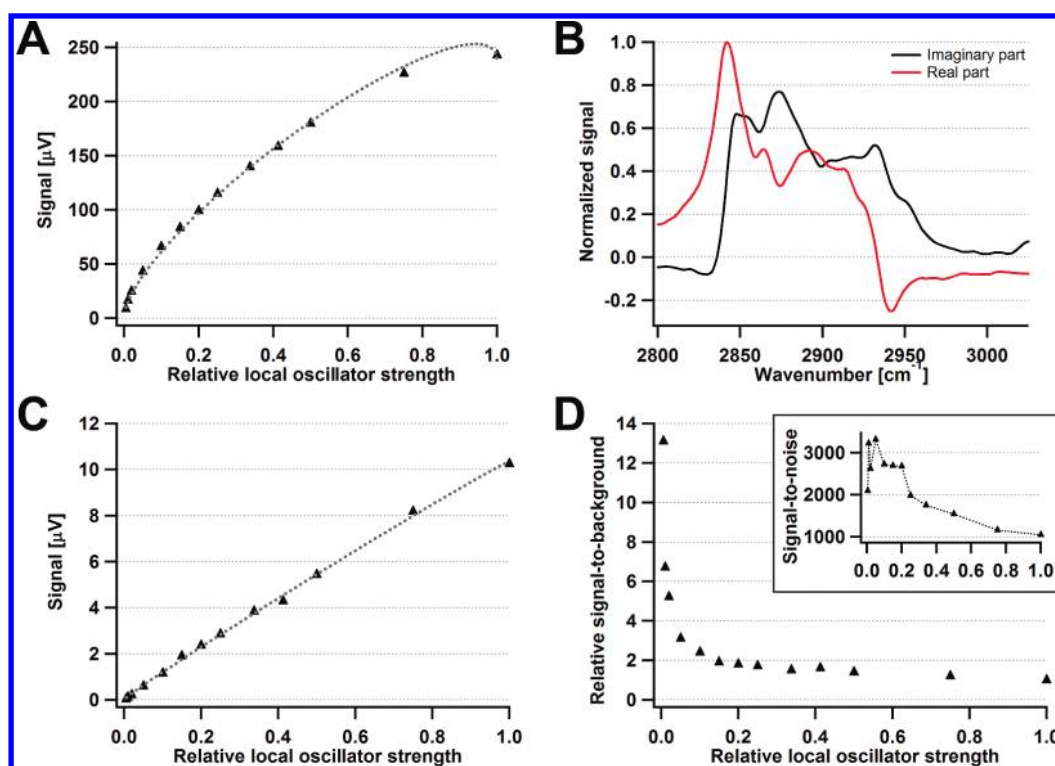 A
250
200
150
100
50
0
Signal [µV]
0.0 0.2 0.4 0.6 0.8 1.0
Relative local oscillator strength
B
1.0
0.8
0.6
0.4
0.2
0.0
-0.2
Normalized signal
Imaginary part
Real part
2800 2850 2900 2950 3000
Wavenumber [cm-1]
C
12
10
8
6
4
2
0
Signal [µV]
0.0 0.2 0.4 0.6 0.8 1.0
Relative local oscillator strength
D
14
12
10
8
6
4
2
0
Relative signal-to-background
3000
2000
1000
Signal-to-noise
0.0 0.2 0.4 0.6 0.8 1.0
0.0 0.2 0.4 0.6 0.8 1.0
Relative local oscillator strength